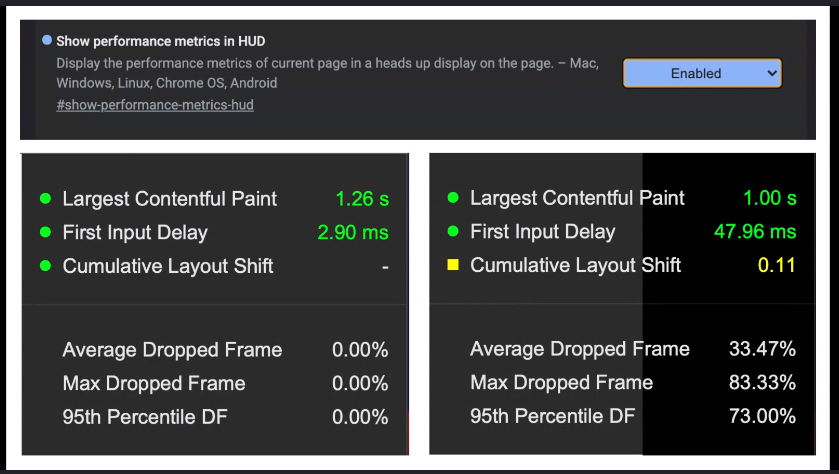 Show performance metrics in HUD
Display the performance metrics of current page in a heads up display on the page. – Mac,
Windows, Linux, Chrome OS, Android
#show-performance-metrics-hud
Enabled
Largest Contentful Paint 1.26 s
First Input Delay 2.90 ms
Cumulative Layout Shift -
Average Dropped Frame 0.00%
Max Dropped Frame 0.00%
95th Percentile DF 0.00%
Largest Contentful Paint 1.00 s
First Input Delay 47.96 ms
Cumulative Layout Shift 0.11
Average Dropped Frame 33.47%
Max Dropped Frame 83.33%
95th Percentile DF 73.00%